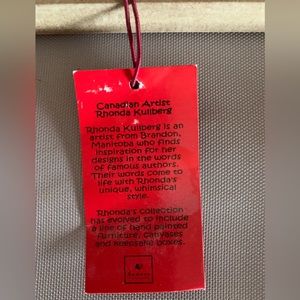 Canadian Artist
Rhonda Kullberg
Rhonda Kullberg is an
artist from Brandon,
Manitoba who finds
inspiration for her
designs in the words
of famous authors.
Their words come to
life with Rhonda's
unique, whimsical
style.
Rhonda's collection
has evolved to include
a line of hand painted
furniture, canvases
and keepsake boxes.